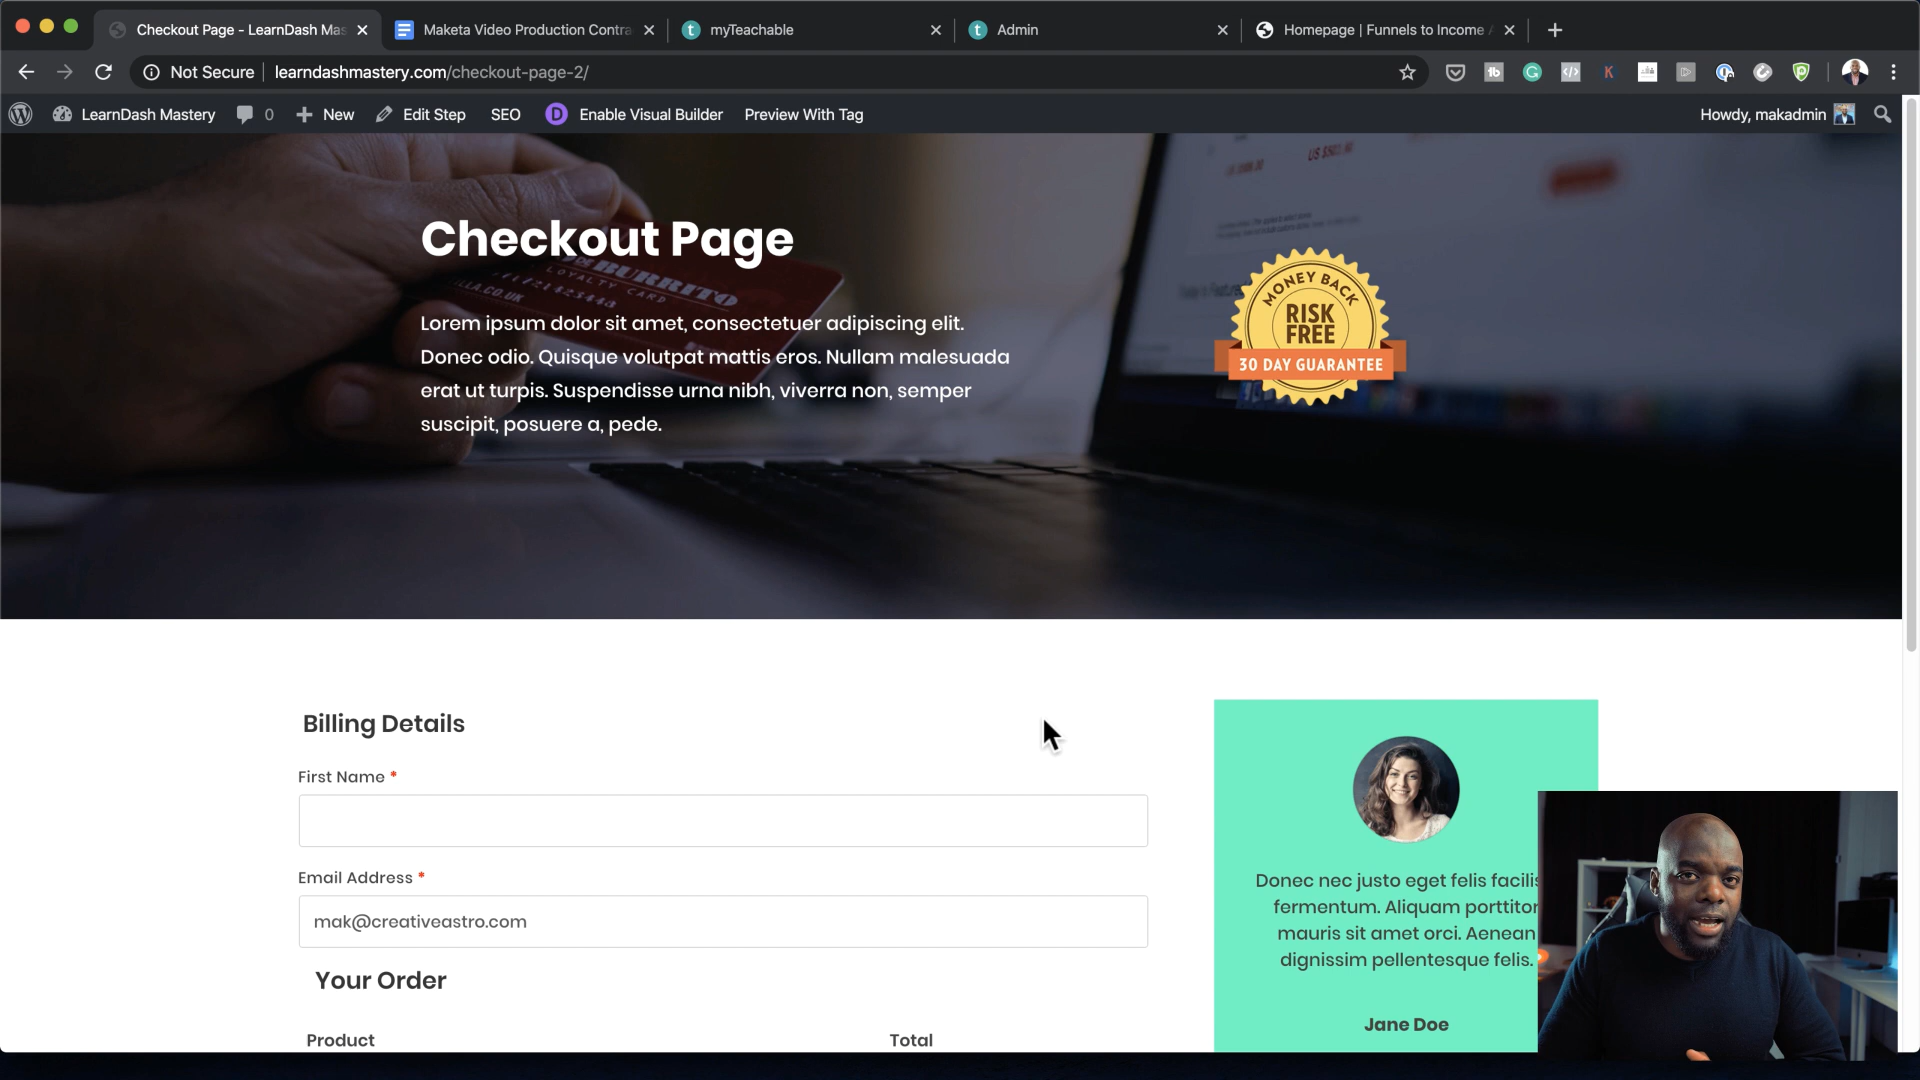 Checkout Page - LearnDash Mas
Maketa Video Production Contra
myTeachable
Admin
Homepage | Funnels to Income A
Not Secure
learndashmastery.com/checkout-page-2/
LearnDash Mastery
0
New
Edit Step
SEO
Enable Visual Builder
Preview With Tag
Howdy, makadmin
Checkout Page
BURRITO
LOYALTY CARD
Lorem ipsum dolor sit amet, consectetuer adipiscing elit.
Donec odio. Quisque volutpat mattis eros. Nullam malesuada
erat ut turpis. Suspendisse urna nibh, viverra non, semper
suscipit, posuere a, pede.
MONEY BACK
RISK
FREE
30 DAY GUARANTEE
Billing Details
First Name *
Email Address *
mak@creativeastro.com
Your Order
Product
Total
Donec nec justo eget felis facilis
fermentum. Aliquam porttitor
mauris sit amet orci. Aenean
dignissim pellentesque felis.
Jane Doe